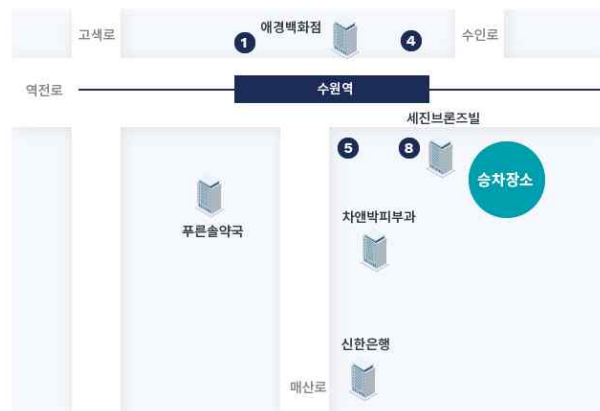 고색로
1
애경백화점
4
수인로
역전로
수원역
세진브론즈빌
5
8
승차장소
푸른솔약국
차앤박피부과
신한은행
매산로